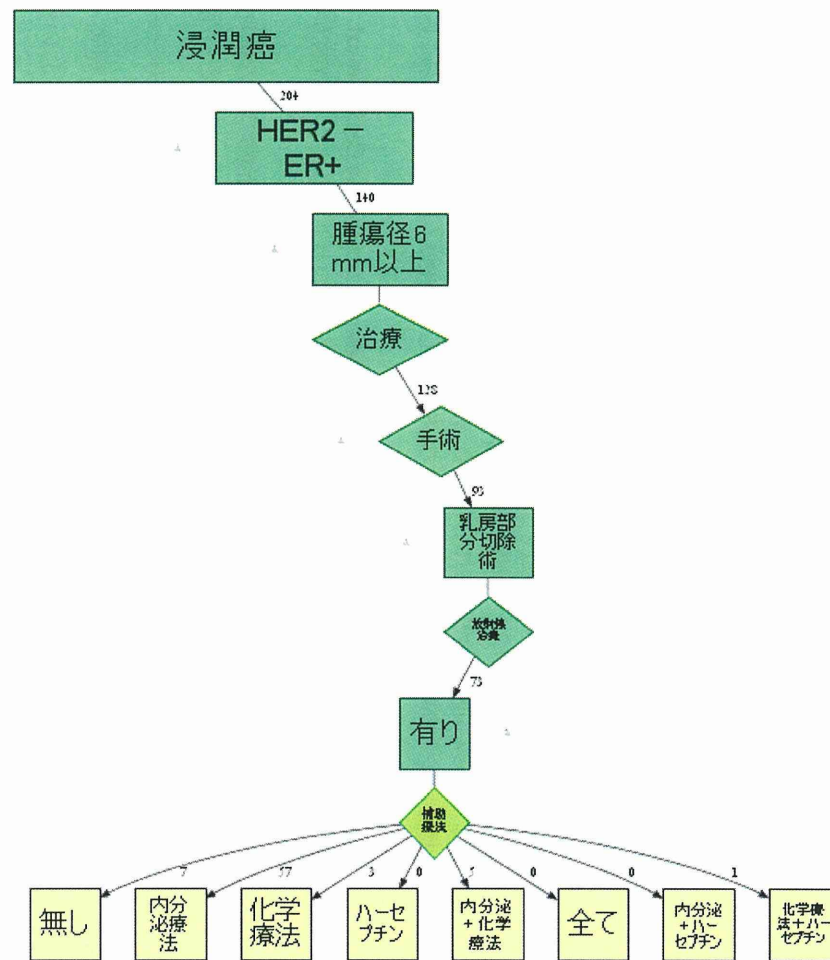 浸潤癌
204
HER2－
ER+
140
腫瘍径6
mm以上
治療
128
手術
93
乳房部
分切除
術
放射線
治療
73
有り
補助
療法
7
57
3
0
5
0
0
1
無し
内分
泌療
法
化学
療法
ハーセ
プチン
内分泌
+化学
療法
全て
内分泌
+ハー
セプチン
化学療
法+ハー
セプチン